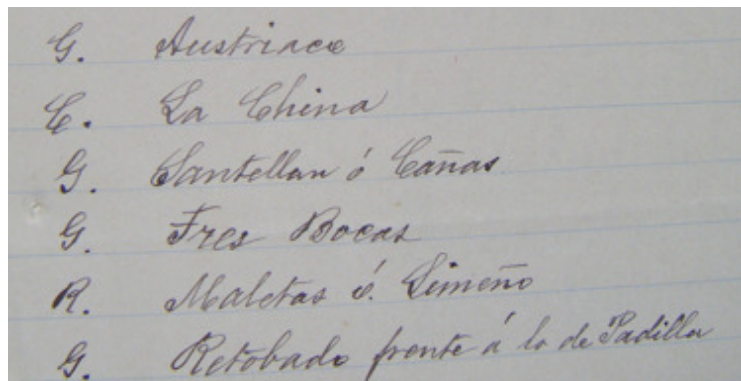 G. Austriaco
C. La China
G. Santellan ó Cañas
G. Tres Bocas
R. Maletas ó. Limeño
G. Retobado frente á lo de Padilla